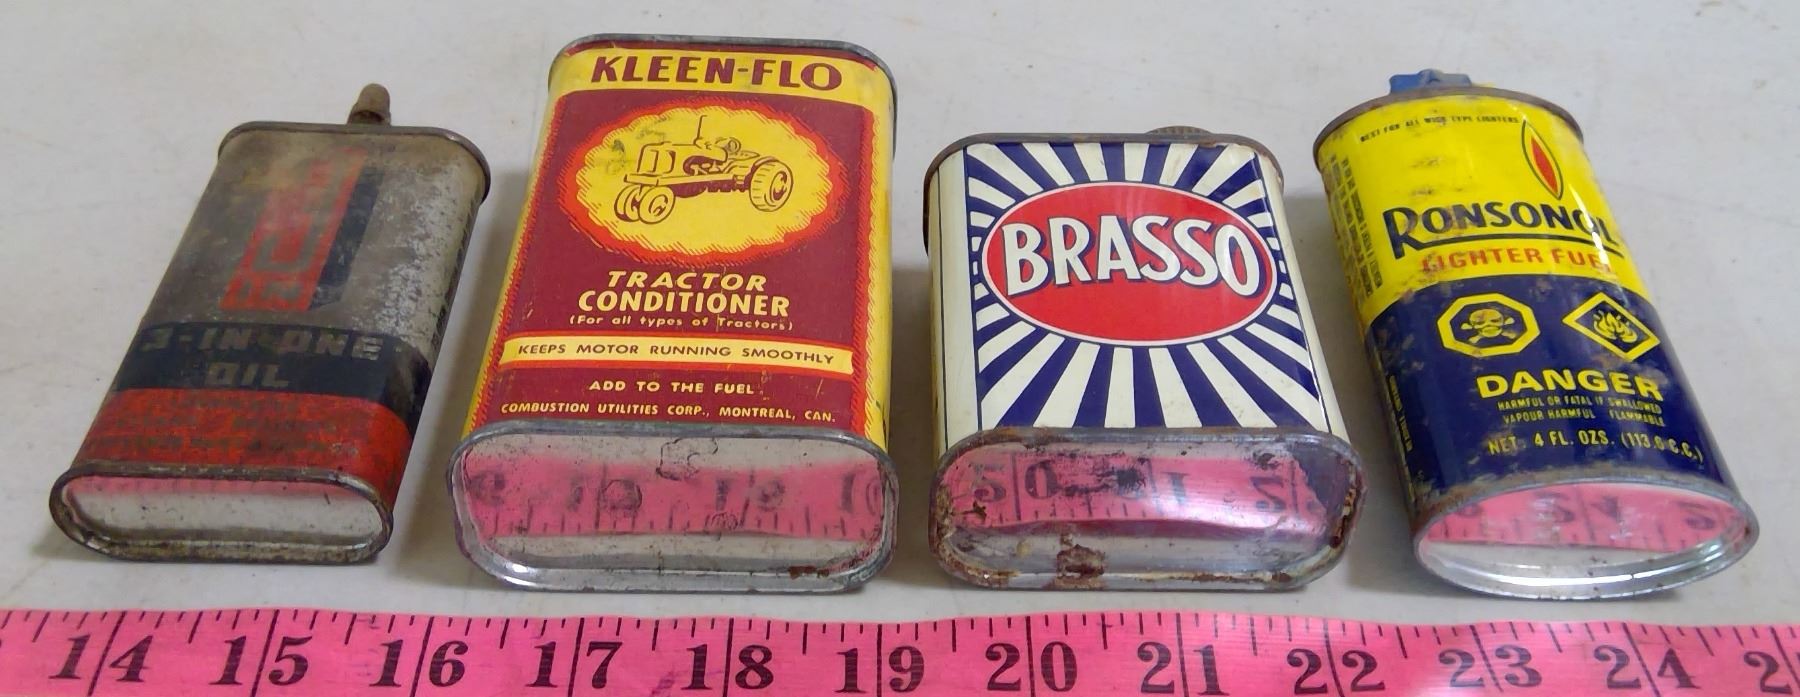 3-IN-ONE
OIL
KLEEN-FLO
TRACTOR
CONDITIONER
(For all types of Tractors)
KEEPS MOTOR RUNNING SMOOTHLY
ADD TO THE FUEL
COMBUSTION UTILITIES CORP., MONTREAL, CAN.
BRASSO
BEST FOR ALL WICK TYPE LIGHTERS
RONSONOL
LIGHTER FUEL
DANGER
HARMFUL OR FATAL IF SWALLOWED
VAPOUR HARMFUL FLAMMABLE
NET. 4 FL. OZS. (113.6 C.C.)
14 15 16 17 18 19 20 21 22 23 24 2